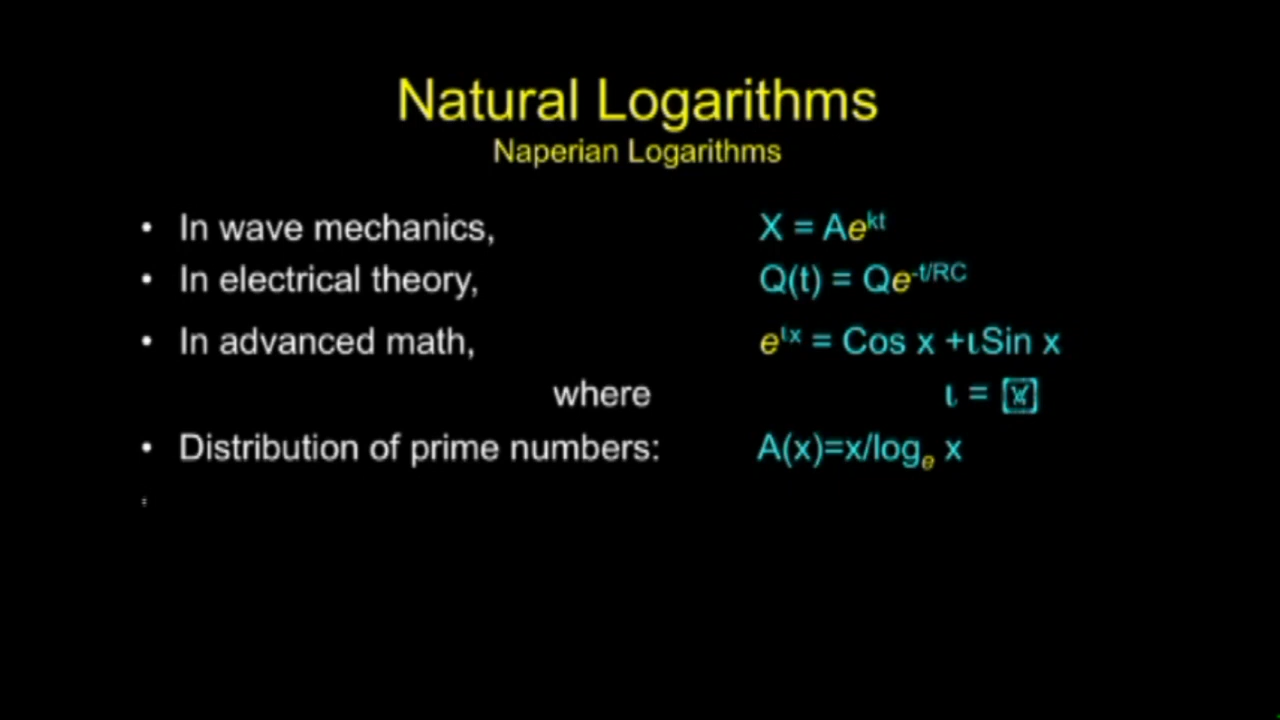 Natural Logarithms
Naperian Logarithms
• In wave mechanics, X = Ae^kt
• In electrical theory, Q(t) = Qe^-t/RC
• In advanced math, e^ιx = Cos x +ιSin x
where ι =
• Distribution of prime numbers: A(x)=x/log_e x